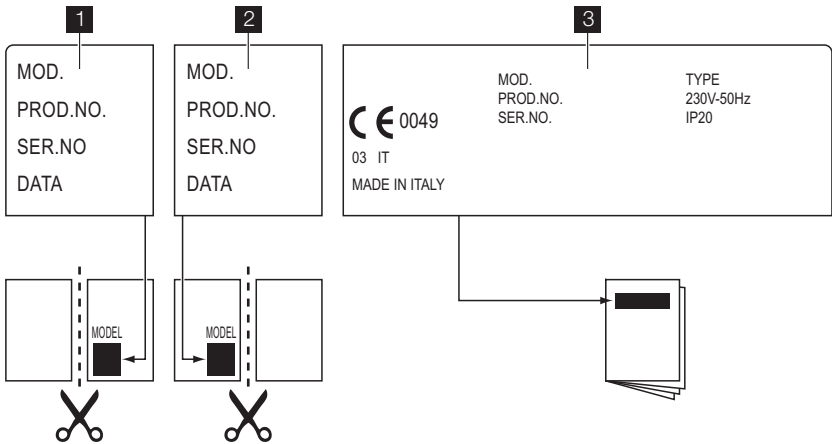 1
MOD.
PROD.NO.
SER.NO
DATA
MODEL
2
MOD.
PROD.NO.
SER.NO
DATA
MODEL
3
CE 0049
03 IT
MADE IN ITALY
MOD.
PROD.NO.
SER.NO.
TYPE
230V-50Hz
IP20